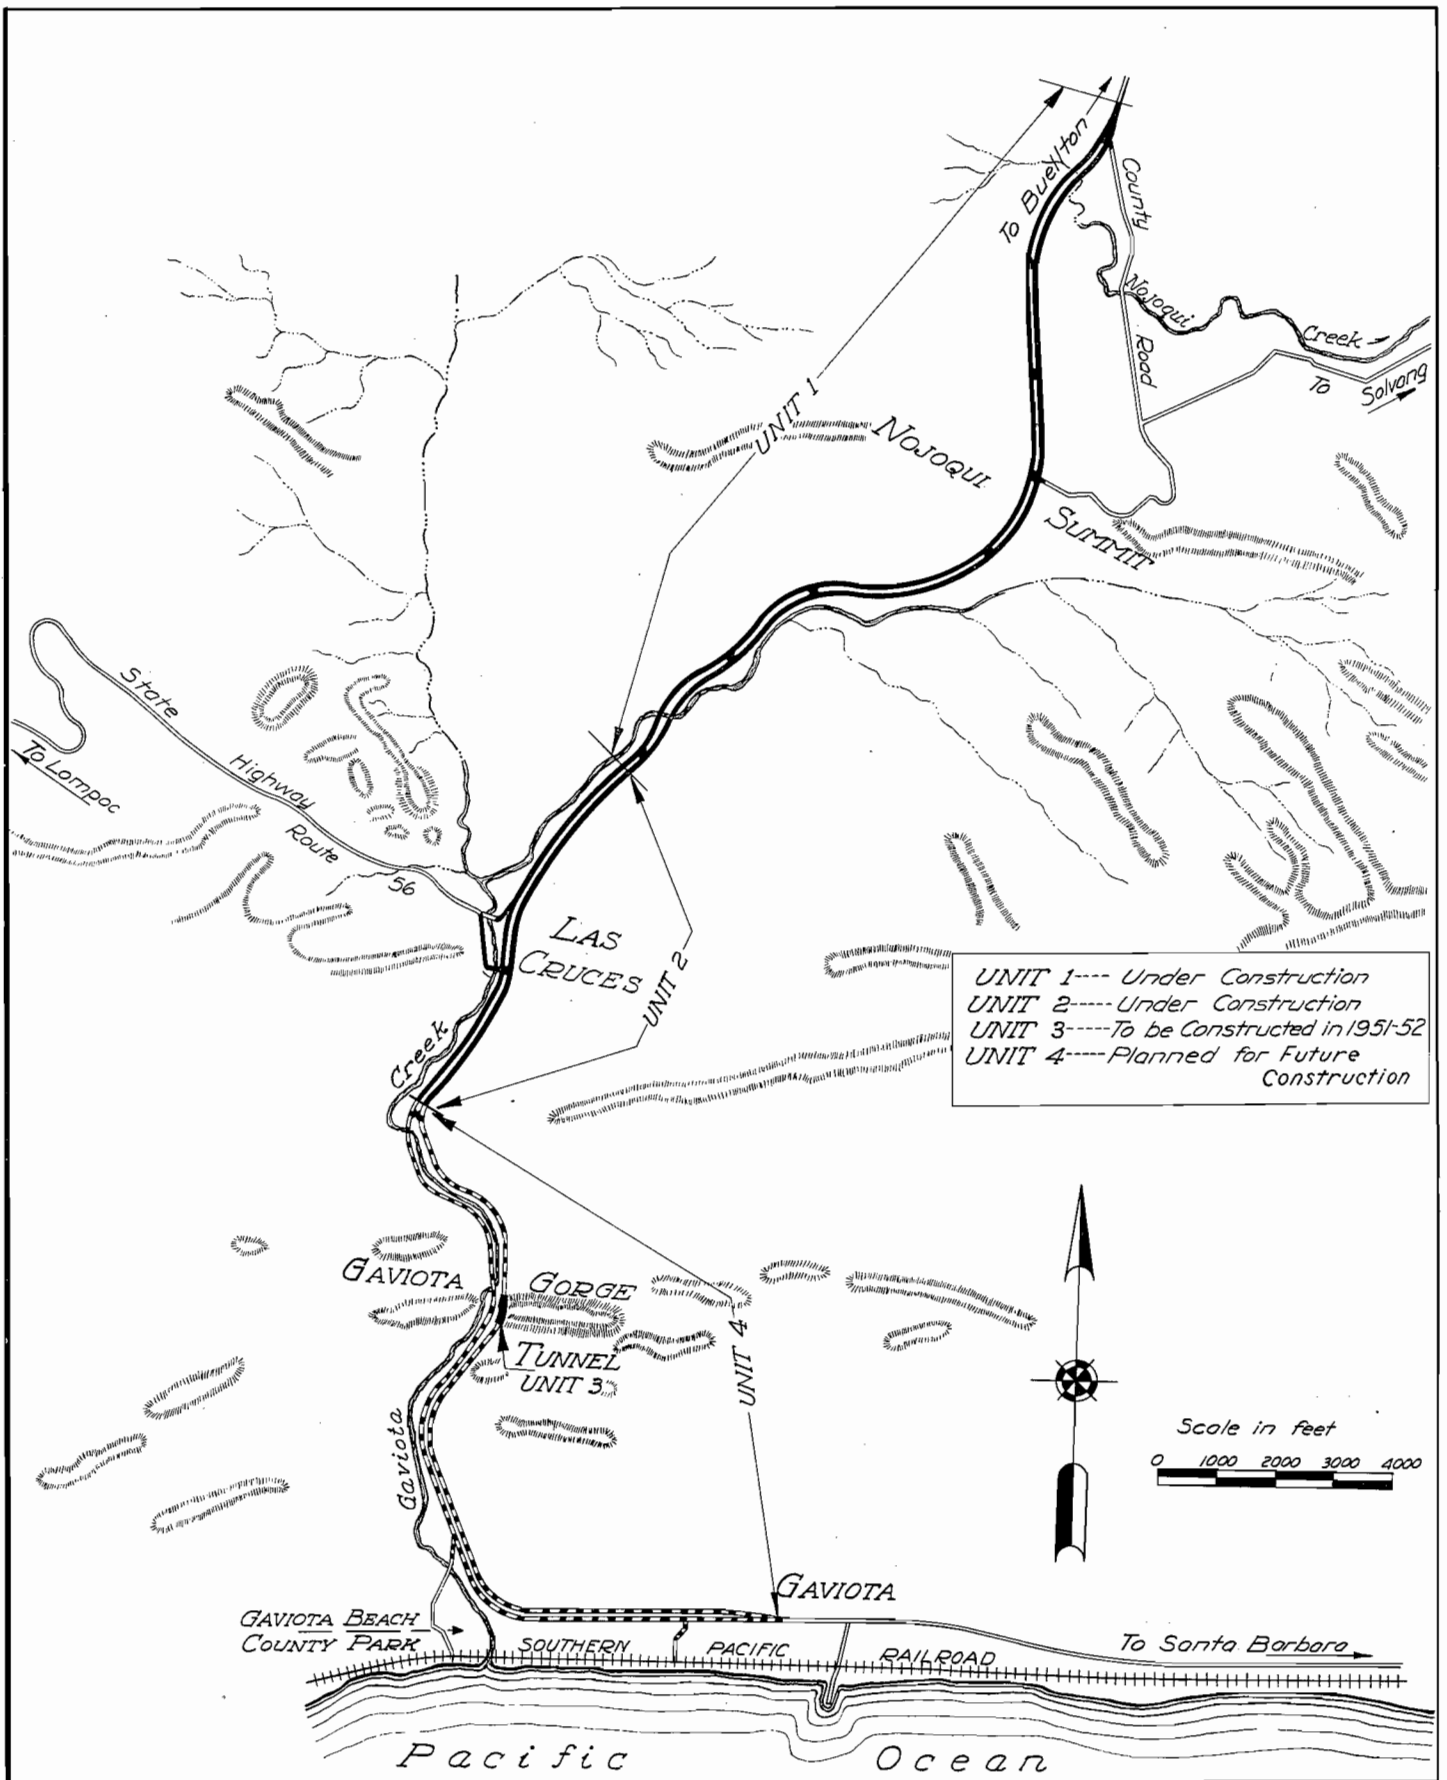 To Buellton
County
Road
Nojoqui
Creek
To
Solvang
UNIT 1
NOJOQUI
SUMMIT
State
Highway
Route
56
To Lompoc
LAS
CRUCES
UNIT 2
UNIT 1---- Under Construction
UNIT 2----- Under Construction
UNIT 3-----To be Constructed in 1951-52
UNIT 4----- Planned for Future
Construction
Creek
GAVIOTA
GORGE
TUNNEL
UNIT 3
UNIT 4
Gaviota
Scale in feet
0 1000 2000 3000 4000
GAVIOTA
GAVIOTA BEACH
COUNTY PARK
SOUTHERN PACIFIC RAILROAD
To Santa Barbara
Pacific Ocean